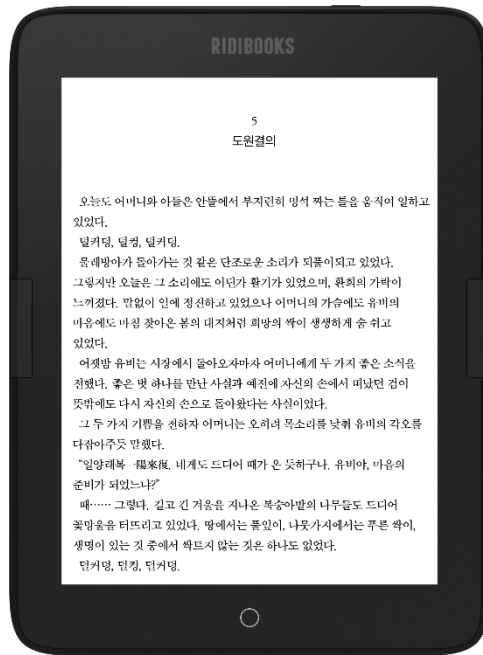 RIDIBOOKS
5
도원결의
오늘도 어머니와 아들은 안뜰에서 부지런히 멍석 짜는 틀을 움직여 일하고
있었다.
덜커덩, 덜컹, 덜커덩.
물레방아가 돌아가는 것 같은 단조로운 소리가 되풀이되고 있었다.
그렇지만 오늘은 그 소리에도 어딘가 활기가 있었으며, 환희의 가락이
느껴졌다. 말없이 일에 정진하고 있었으나 어머니의 가슴에도 유비의
마음에도 마침 찾아온 봄의 대지처럼 희망의 싹이 생생하게 숨 쉬고
있었다.
어젯밤 유비는 시장에서 돌아오자마자 어머니에게 두 가지 좋은 소식을
전했다. 좋은 벗 하나를 만난 사실과 예전에 자신의 손에서 떠났던 검이
뜻밖에도 다시 자신의 손으로 돌아왔다는 사실이었다.
그 두 가지 기쁨을 전하자 어머니는 오히려 목소리를 낮춰 유비의 각오를
다잡아주듯 말했다.
“일양래복一陽來復. 네게도 드디어 때가 온 듯하구나. 유비야, 마음의
준비가 되었느냐?”
때…… 그렇다. 길고 긴 겨울을 지나온 복숭아밭의 나무들도 드디어
꽃망울을 터뜨리고 있었다. 땅에서는 풀잎이, 나뭇가지에서는 푸른 싹이,
생명이 있는 것 중에서 싹트지 않는 것은 하나도 없었다.
덜커덩, 덜컹, 덜커덩.